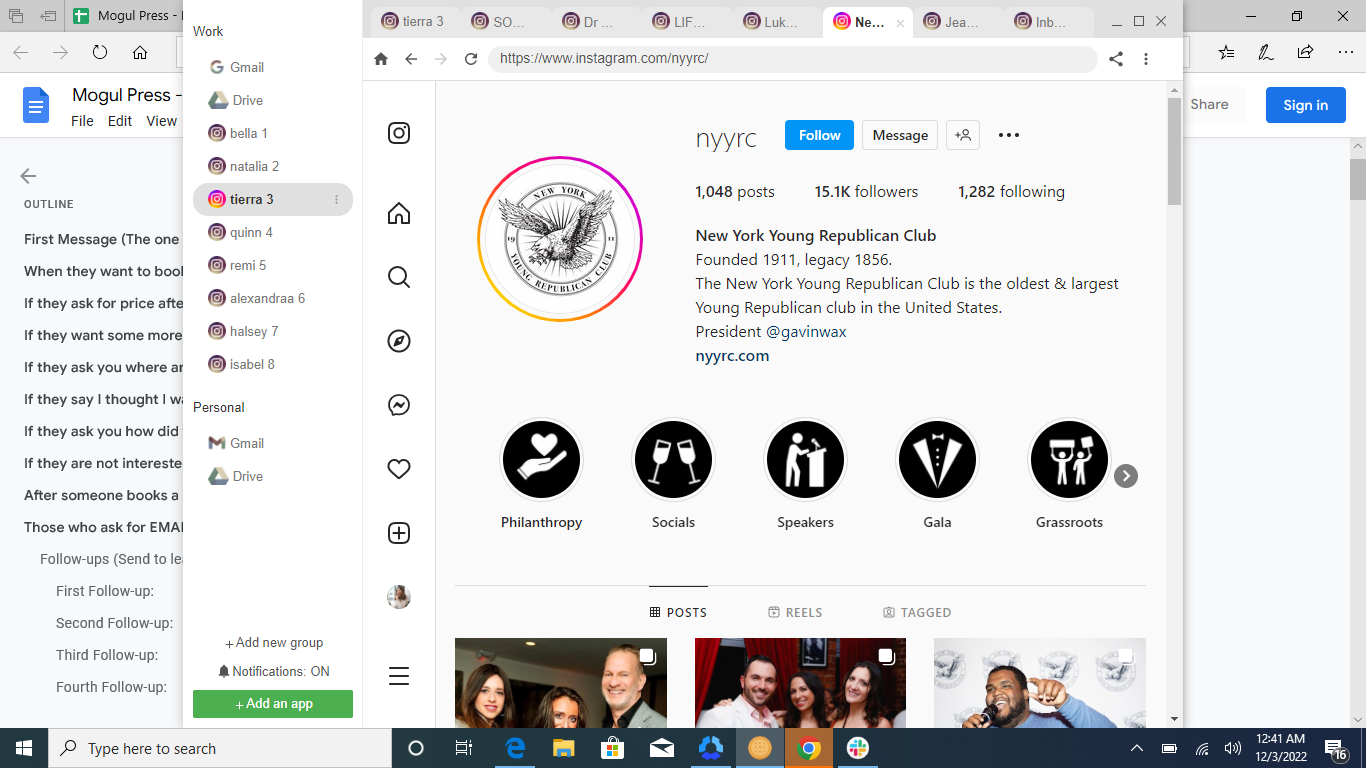 Mogul Press -
Mogul Press -
File Edit View
Share
Sign in
OUTLINE
First Message (The one
When they want to bool
If they ask for price afte
If they want some more
If they ask you where ar
If they say I thought I wa
If they ask you how did
If they are not intereste
After someone books a
Those who ask for EMAI
Follow-ups (Send to lea
First Follow-up:
Second Follow-up:
Third Follow-up:
Fourth Follow-up:
Work
Gmail
Drive
bella 1
natalia 2
tierra 3
quinn 4
remi 5
alexandraa 6
halsey 7
isabel 8
Personal
Gmail
Drive
+ Add new group
Notifications: ON
+ Add an app
tierra 3
SO...
Dr ...
LIF...
Luk...
Ne...
Jea...
Inb...
https://www.instagram.com/nyyrc/
nyyrc
Follow
Message
1,048 posts
15.1K followers
1,282 following
NEW YORK
19 11
YOUNG REPUBLICAN CLUB
New York Young Republican Club
Founded 1911, legacy 1856.
The New York Young Republican Club is the oldest & largest
Young Republican club in the United States.
President @gavinwax
nyyrc.com
Philanthropy
Socials
Speakers
Gala
Grassroots
POSTS
REELS
TAGGED
Type here to search
12:41 AM
12/3/2022
16